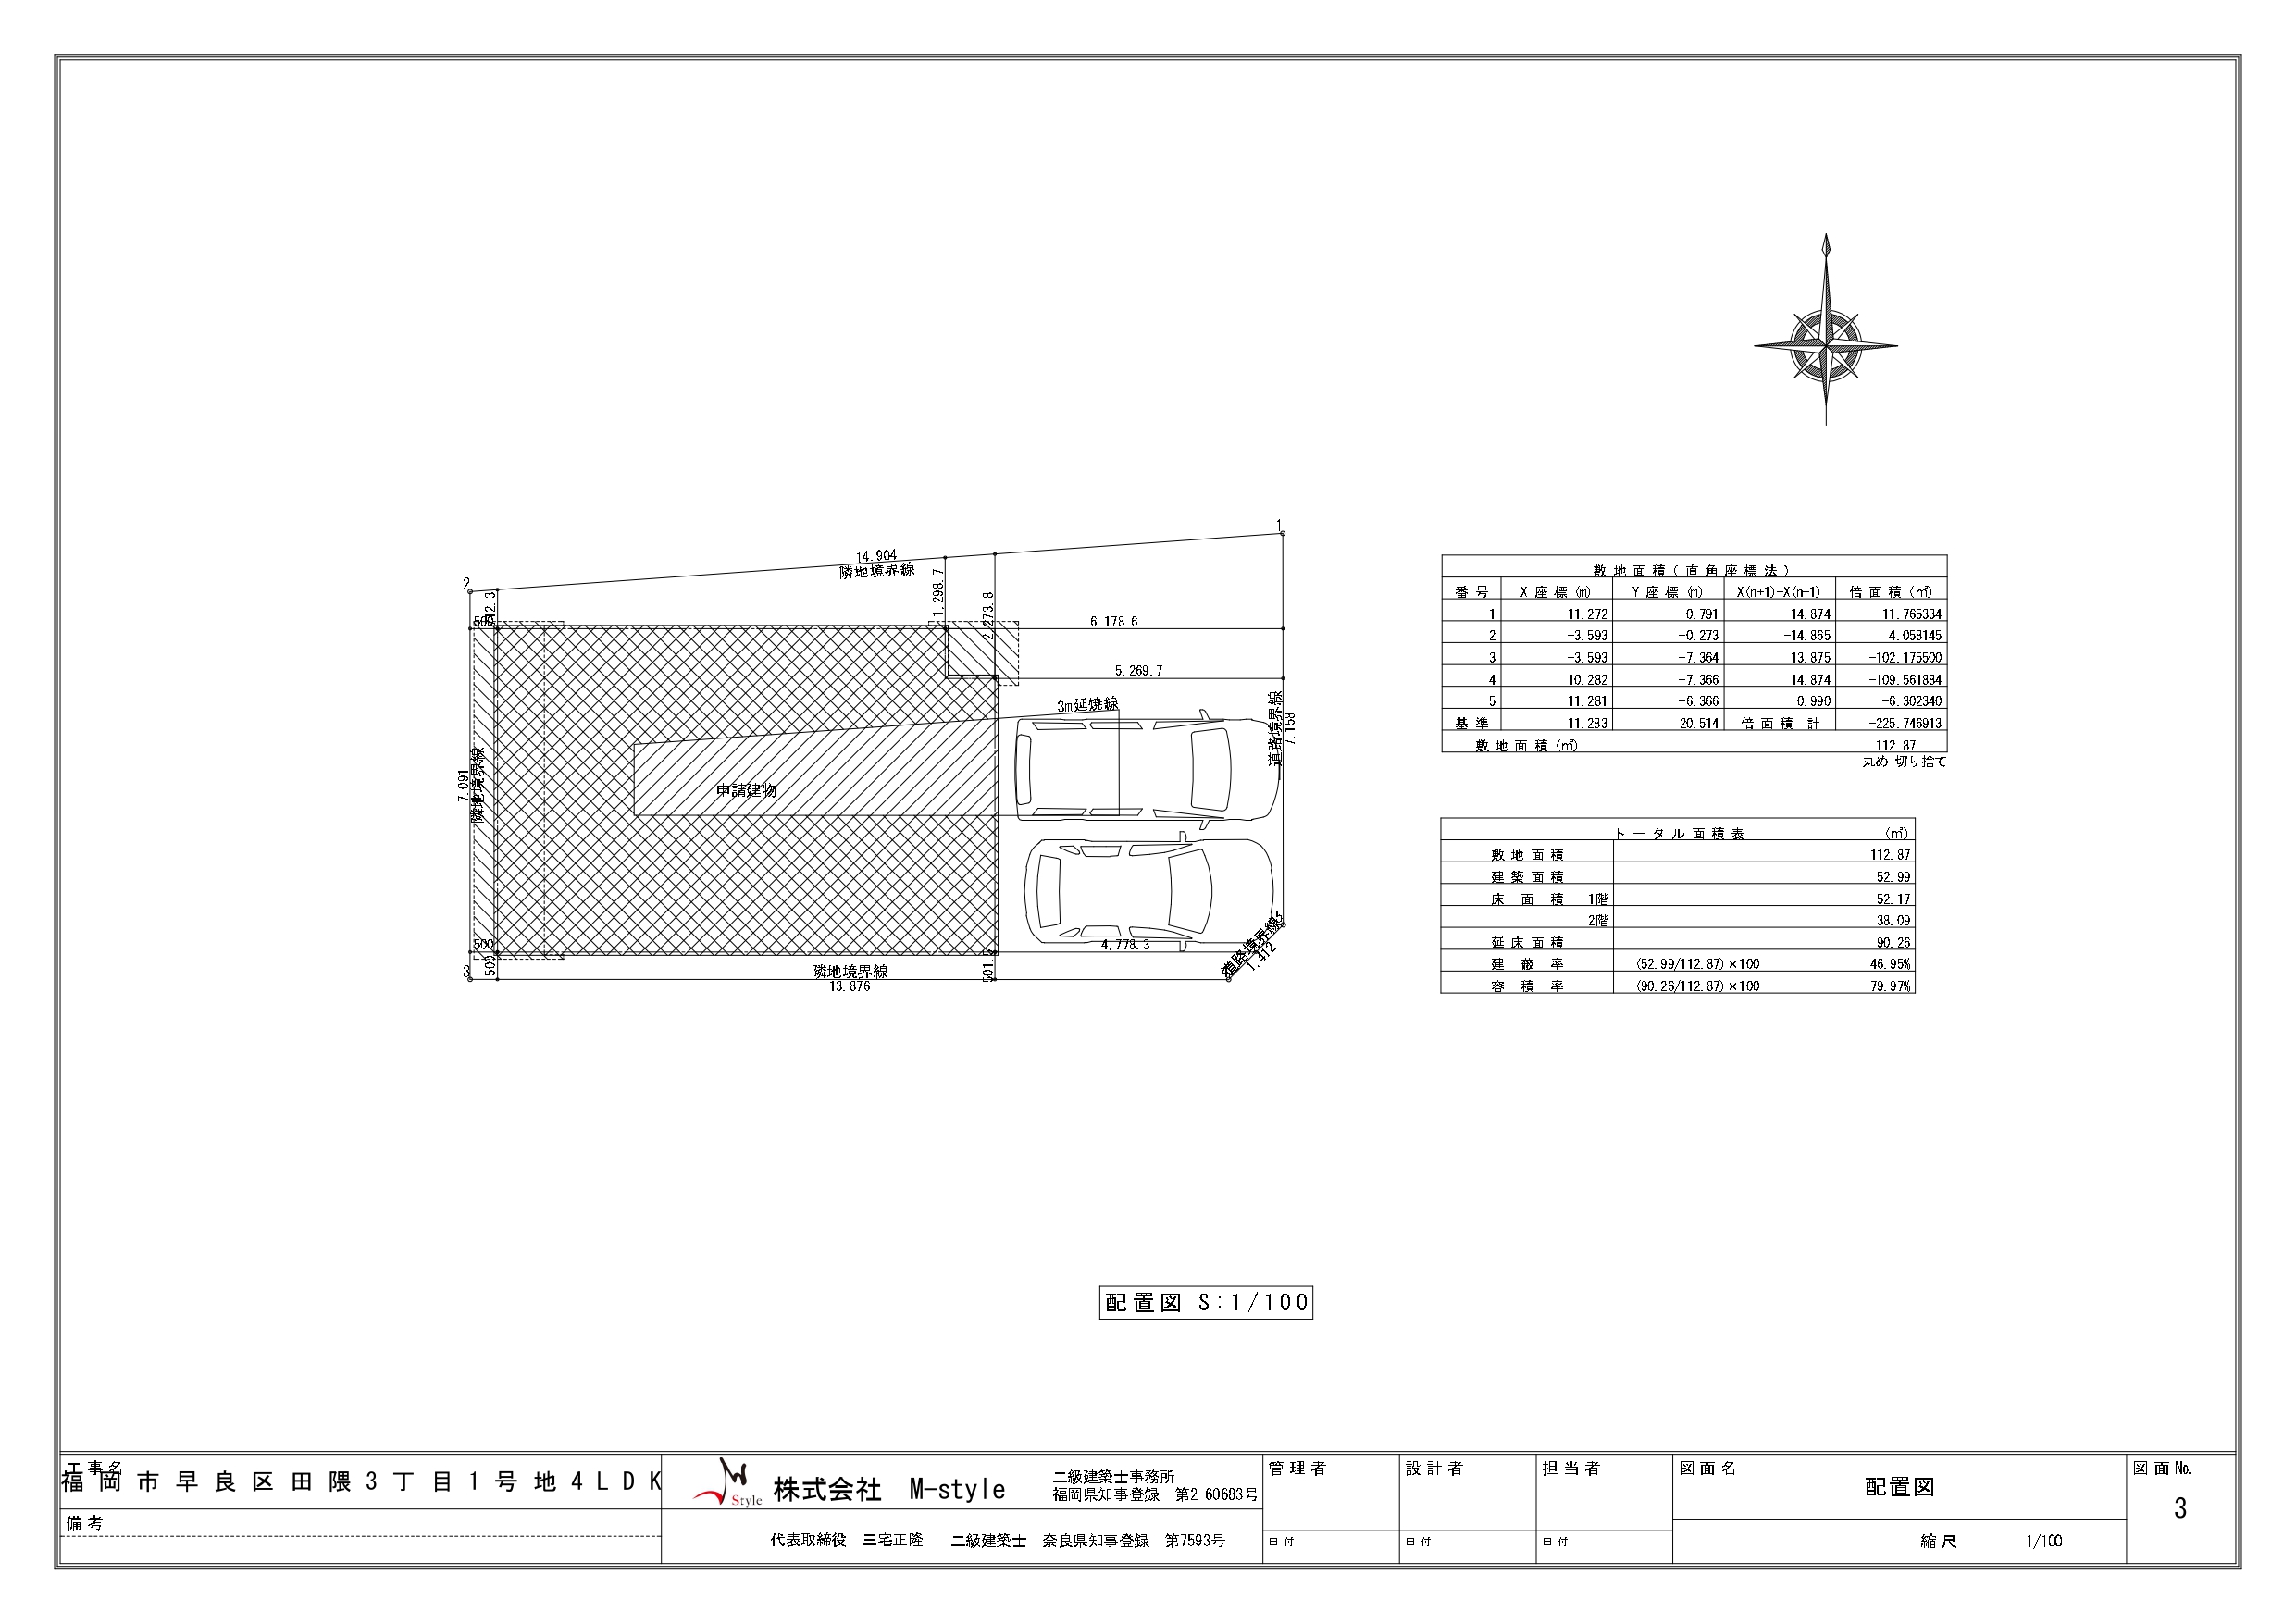 1
14.904
隣地境界線
2
1,298.7
2,273.8
512.3
500
6,178.6
5,269.7
3m延焼線
道路境界線
7.158
7.091
隣地境界線
申請建物
5
500
500
4,778.3
501.5
道路境界線
1.412
3
隣地境界線
13.876
敷地面積(直角座標法)
番号 X座標(m) Y座標(m) X(n+1)-X(n-1) 倍面積(㎡)
1 11.272 0.791 -14.874 -11.765334
2 -3.593 -0.273 -14.865 4.058145
3 -3.593 -7.364 13.875 -102.175500
4 10.282 -7.366 14.874 -109.561884
5 11.281 -6.366 0.990 -6.302340
基準 11.283 20.514 倍面積 計 -225.746913
敷地面積(㎡) 112.87
丸め 切り捨て
トータル面積表 (㎡)
敷地面積 112.87
建築面積 52.99
床面積 1階 52.17
2階 38.09
延床面積 90.26
建蔽率 (52.99/112.87)×100 46.95%
容積率 (90.26/112.87)×100 79.97%
配置図 S:1/100
工事名
福岡市早良区田隈3丁目1号地4LDK
備考
Style
株式会社 M-style
二級建築士事務所
福岡県知事登録 第2-60683号
代表取締役 三宅正隆 二級建築士 奈良県知事登録 第7593号
管理者
設計者
担当者
日付
日付
日付
図面名
配置図
縮尺 1/100
図面No.
3